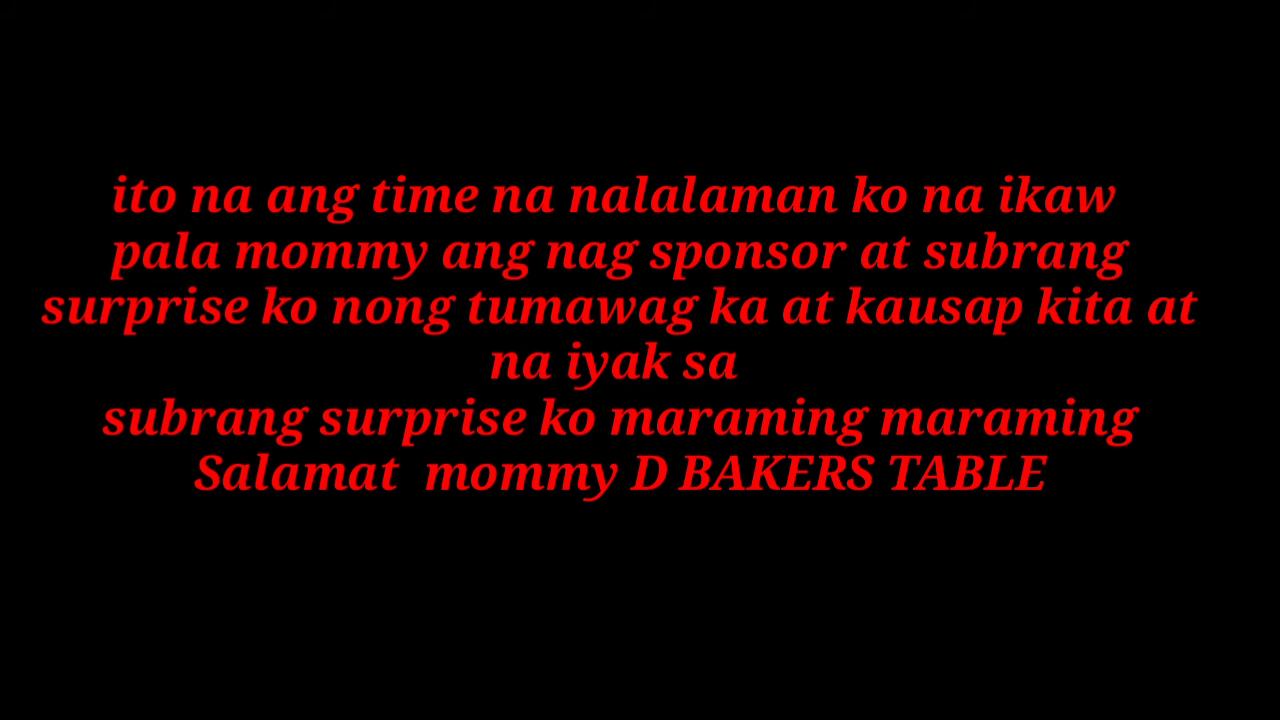 ito na ang time na nalalaman ko na ikaw
pala mommy ang nag sponsor at subrang
surprise ko nong tumawag ka at kausap kita at
na iyak sa
subrang surprise ko maraming maraming
Salamat  mommy D BAKERS TABLE